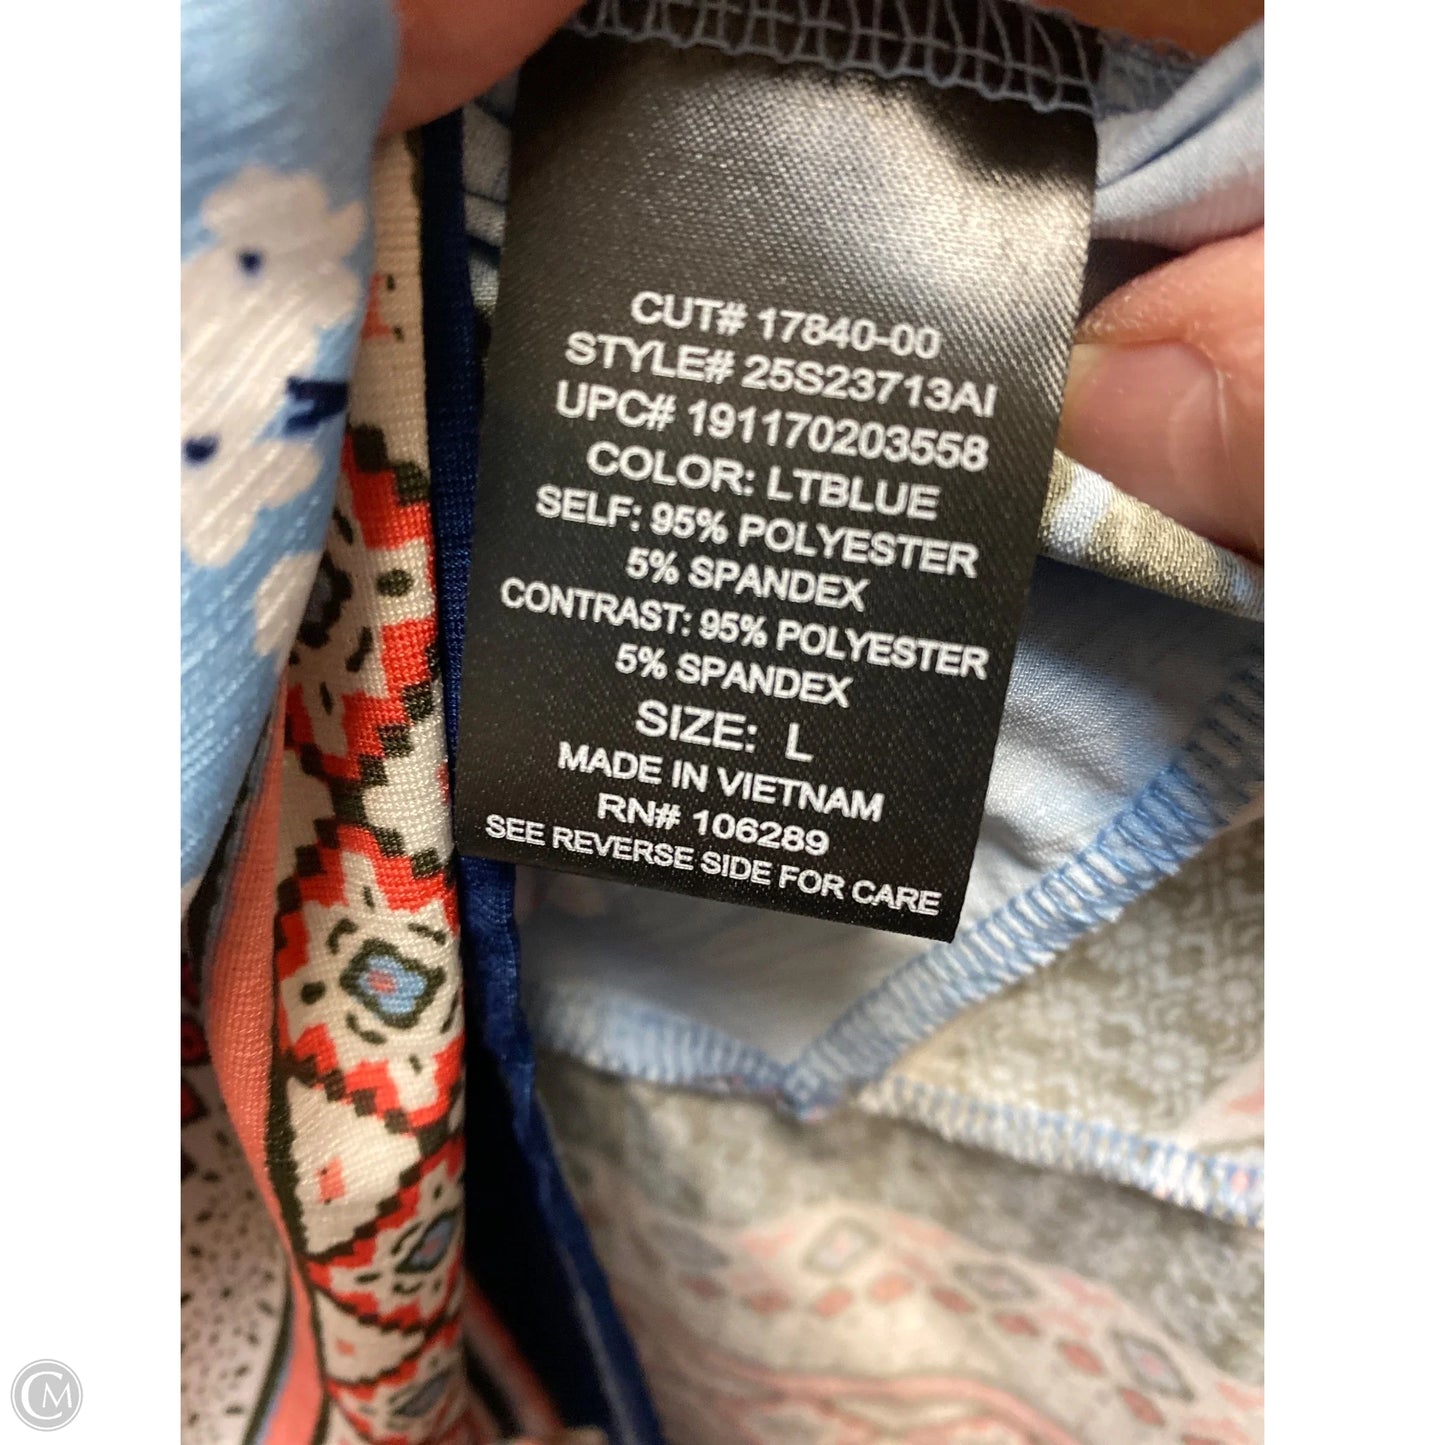 CUT# 17840-00
STYLE# 25S23713AI
UPC# 191170203558
COLOR: LTBLUE
SELF: 95% POLYESTER
5% SPANDEX
CONTRAST: 95% POLYESTER
5% SPANDEX
SIZE: L
MADE IN VIETNAM
RN# 106289
SEE REVERSE SIDE FOR CARE
CM